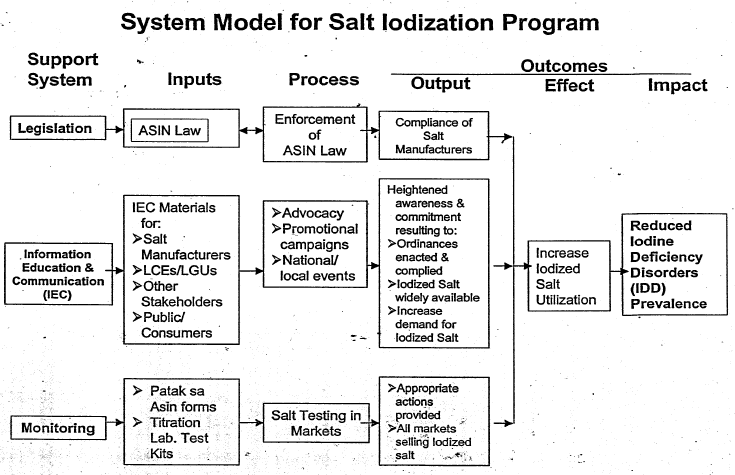 System Model for Salt Iodization Program
Support
System
Inputs
Process
Outcomes
Output
Effect
Impact
Legislation
ASIN Law
Enforcement
of
ASIN Law
Compliance of
Salt
Manufacturers
Information
Education &
Communication
(IEC)
IEC Materials
for:
➢Salt
Manufacturers
➢LCEs/LGUs
➢Other
Stakeholders
➢Public/
Consumers
➢Advocacy
➢Promotional
campaigns
➢National/
local events
Heightened
awareness &
commitment
resulting to:
➢Ordinances
enacted &
complied
➢Iodized Salt
widely available
➢Increase
demand for
Iodized Salt
Increase
Iodized
Salt
Utilization
Reduced
Iodine
Deficiency
Disorders
(IDD)
Prevalence
Monitoring
➢ Patak sa
Asin forms
➢ Titration
Lab. Test
Kits
Salt Testing in
Markets
➢Appropriate
actions
provided
➢All markets
selling Iodized
salt